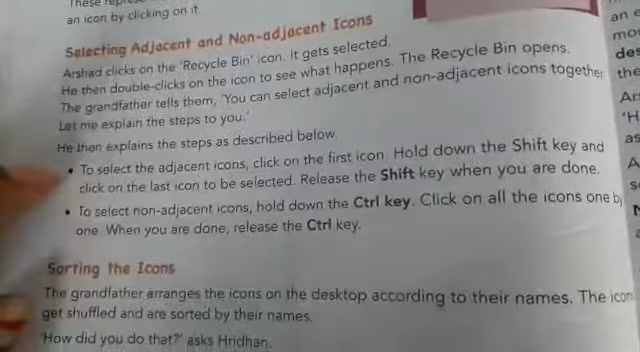 These
an icon by clicking on it.
Selecting Adjacent and Non-adjacent Icons
Arshad clicks on the 'Recycle Bin' icon. It gets selected.
He then double-clicks on the icon to see what happens. The Recycle Bin opens.
The grandfather tells them, 'You can select adjacent and non-adjacent icons together
Let me explain the steps to you.'
He then explains the steps as described below.
• To select the adjacent icons, click on the first icon. Hold down the Shift key and
click on the last icon to be selected. Release the Shift key when you are done.
• To select non-adjacent icons, hold down the Ctrl key. Click on all the icons one by
one. When you are done, release the Ctrl key.
Sorting the Icons
The grandfather arranges the icons on the desktop according to their names. The icons
get shuffled and are sorted by their names.
'How did you do that?' asks Hridhan.